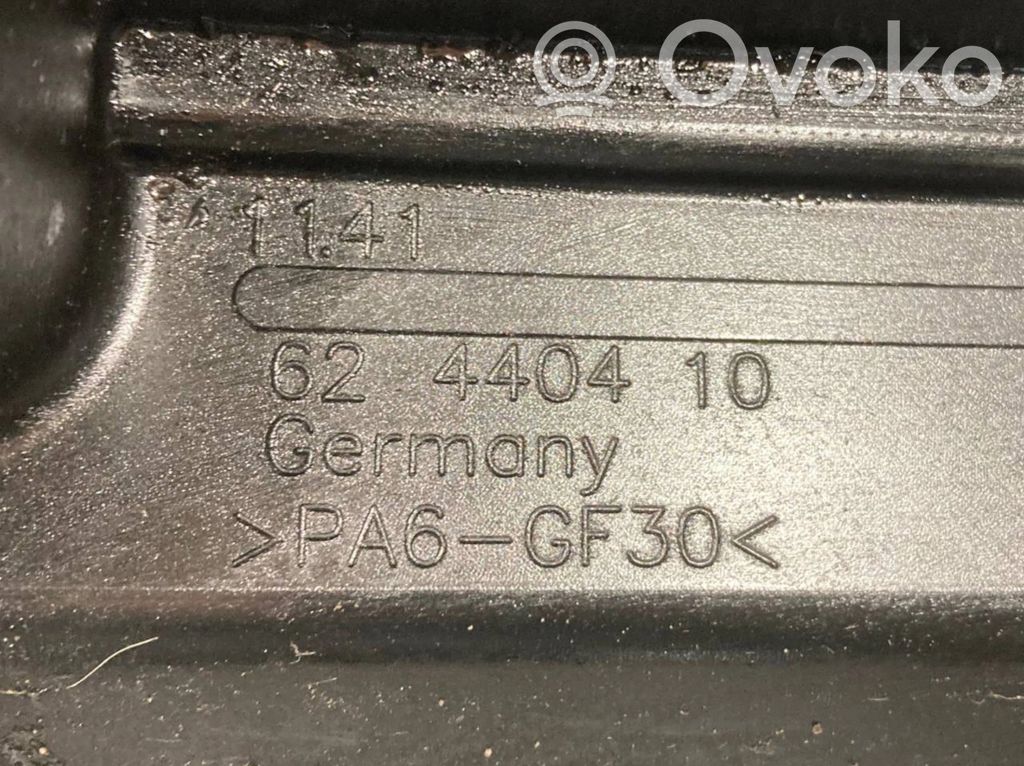 Ovoko
11.41
62 4404 10
Germany
>PA6-GF30<